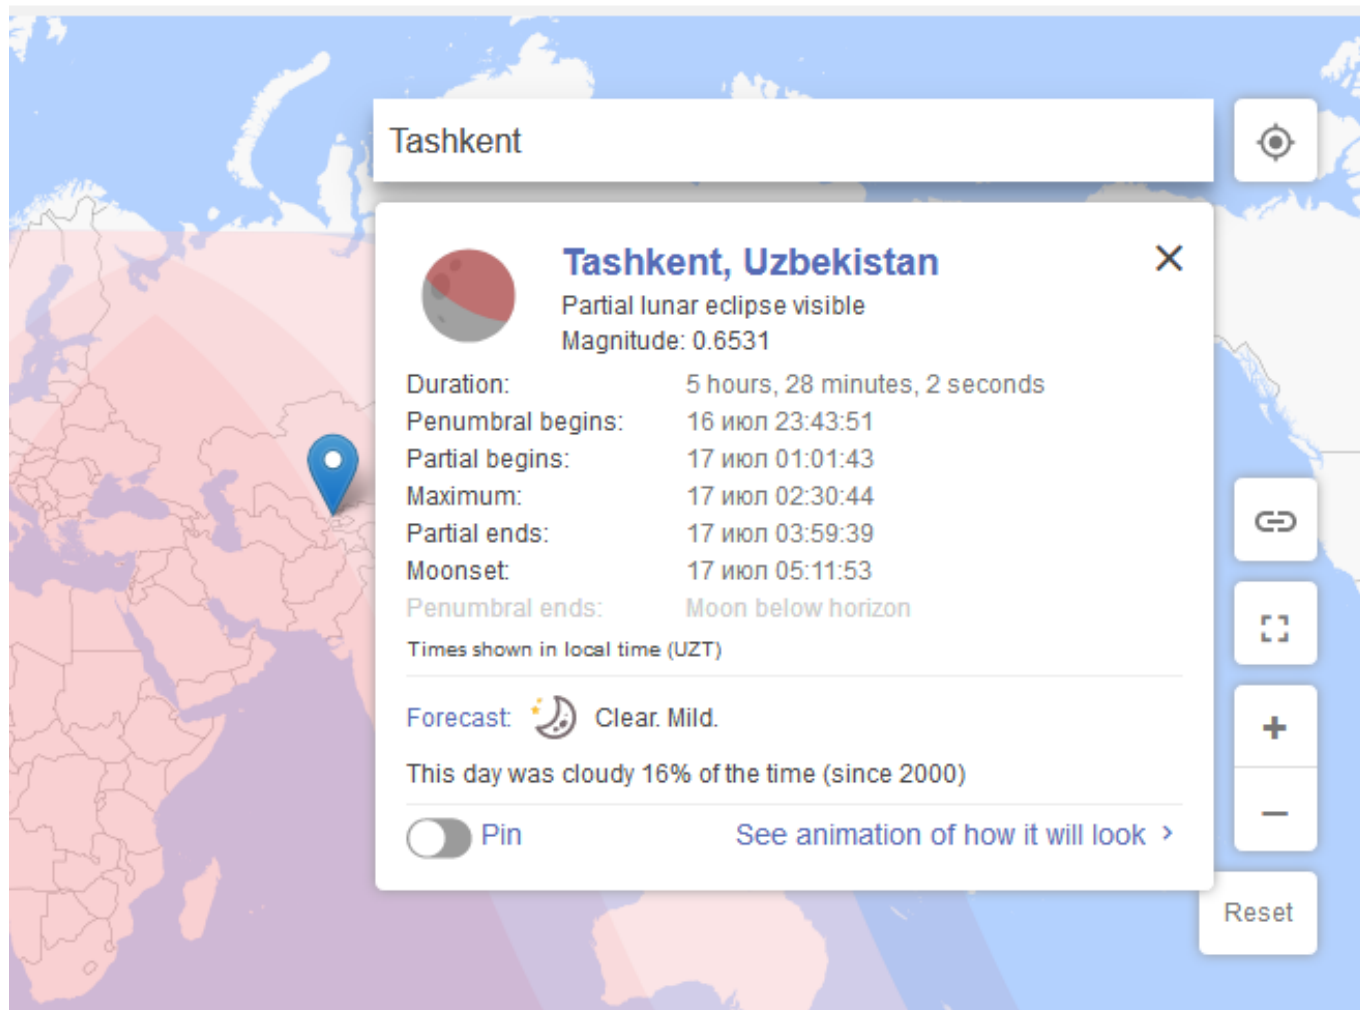 Tashkent
Tashkent, Uzbekistan
Partial lunar eclipse visible
Magnitude: 0.6531
Duration: 5 hours, 28 minutes, 2 seconds
Penumbral begins: 16 июл 23:43:51
Partial begins: 17 июл 01:01:43
Maximum: 17 июл 02:30:44
Partial ends: 17 июл 03:59:39
Moonset: 17 июл 05:11:53
Penumbral ends: Moon below horizon
Times shown in local time (UZT)
Forecast: Clear. Mild.
This day was cloudy 16% of the time (since 2000)
Pin See animation of how it will look >
Reset